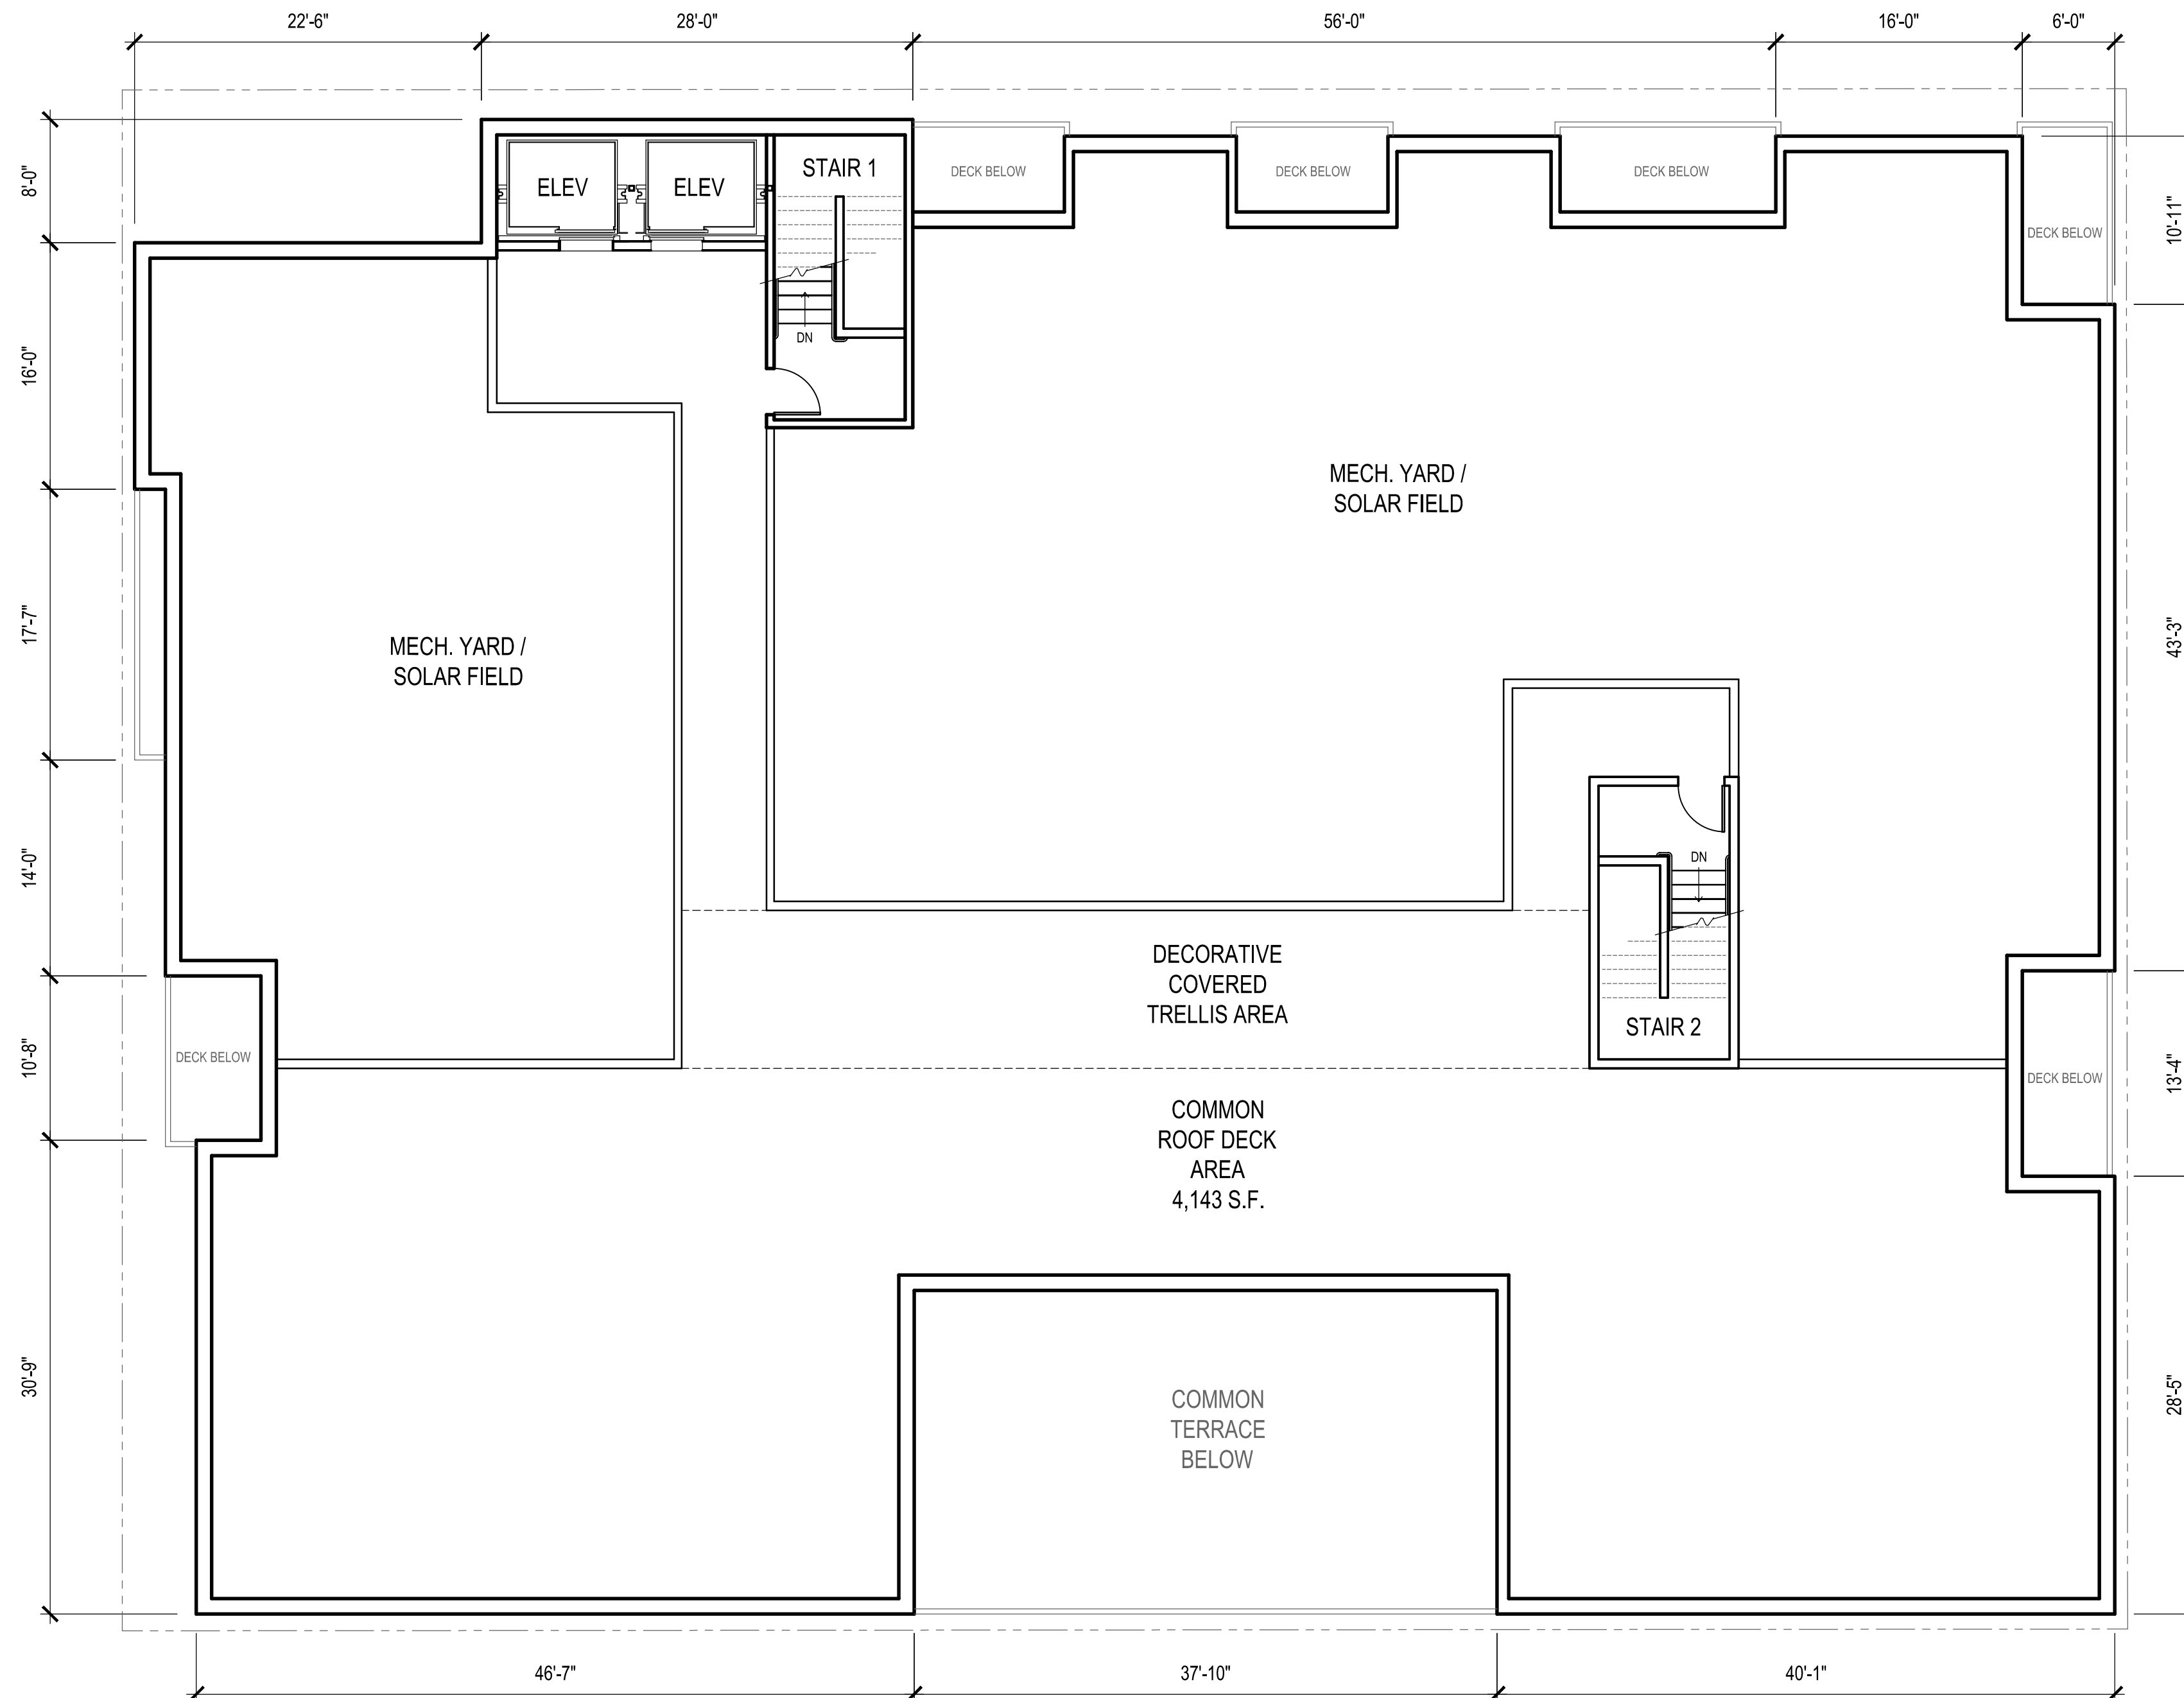 22'-6"
28'-0"
56'-0"
16'-0"
6'-0"
8'-0"
ELEV
ELEV
STAIR 1
DECK BELOW
DECK BELOW
DECK BELOW
DECK BELOW
10'-11"
16'-0"
DN
MECH. YARD /
SOLAR FIELD
17'-7"
MECH. YARD /
SOLAR FIELD
43'-3"
14'-0"
DN
DECORATIVE
COVERED
TRELLIS AREA
STAIR 2
10'-8"
DECK BELOW
DECK BELOW
13'-4"
COMMON
ROOF DECK
AREA
4,143 S.F.
30'-9"
COMMON
TERRACE
BELOW
28'-5"
46'-7"
37'-10"
40'-1"